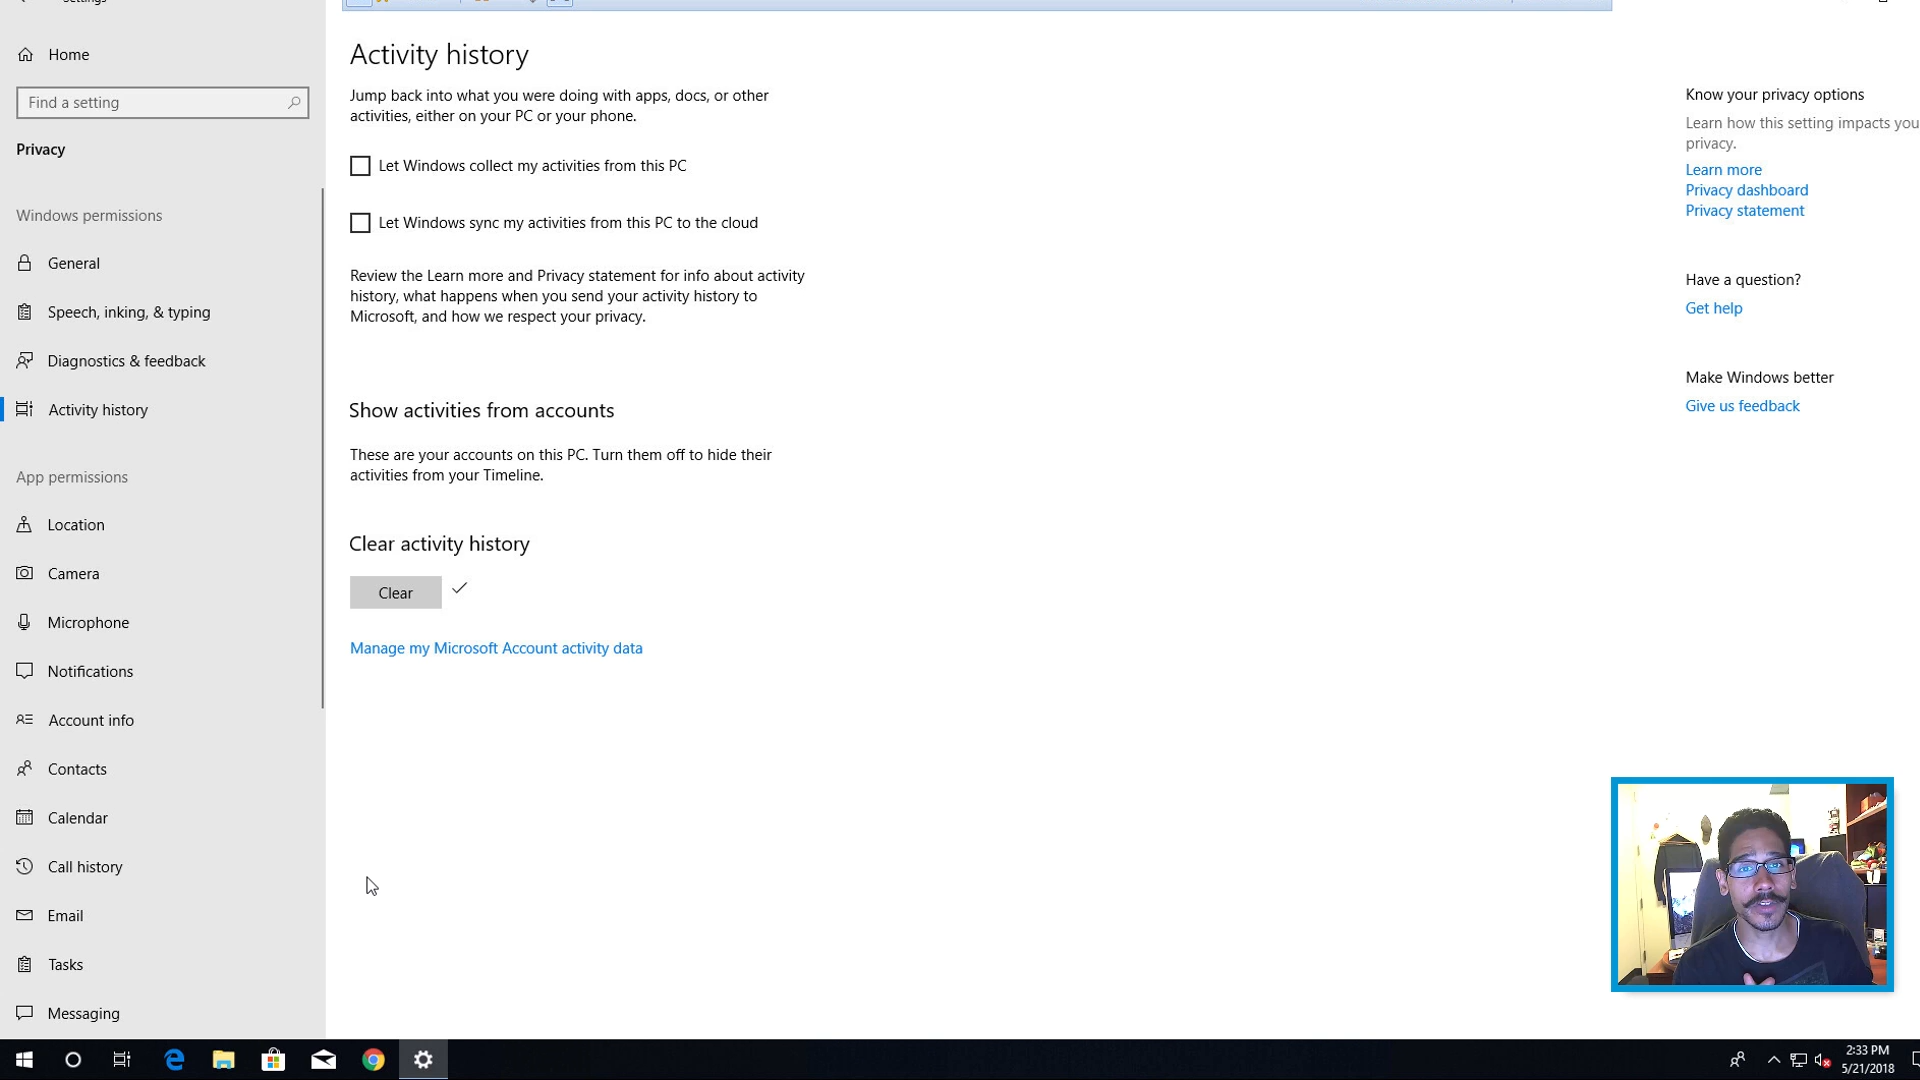 Home
Find a setting
Privacy
Windows permissions
General
Speech, inking, & typing
Diagnostics & feedback
Activity history
App permissions
Location
Camera
Microphone
Notifications
Account info
Contacts
Calendar
Call history
Email
Tasks
Messaging
Activity history
Jump back into what you were doing with apps, docs, or other
activities, either on your PC or your phone.
Let Windows collect my activities from this PC
Let Windows sync my activities from this PC to the cloud
Review the Learn more and Privacy statement for info about activity
history, what happens when you send your activity history to
Microsoft, and how we respect your privacy.
Show activities from accounts
These are your accounts on this PC. Turn them off to hide their
activities from your Timeline.
Clear activity history
Clear
Manage my Microsoft Account activity data
Know your privacy options
Learn how this setting impacts you
privacy.
Learn more
Privacy dashboard
Privacy statement
Have a question?
Get help
Make Windows better
Give us feedback
2:33 PM
5/21/2018